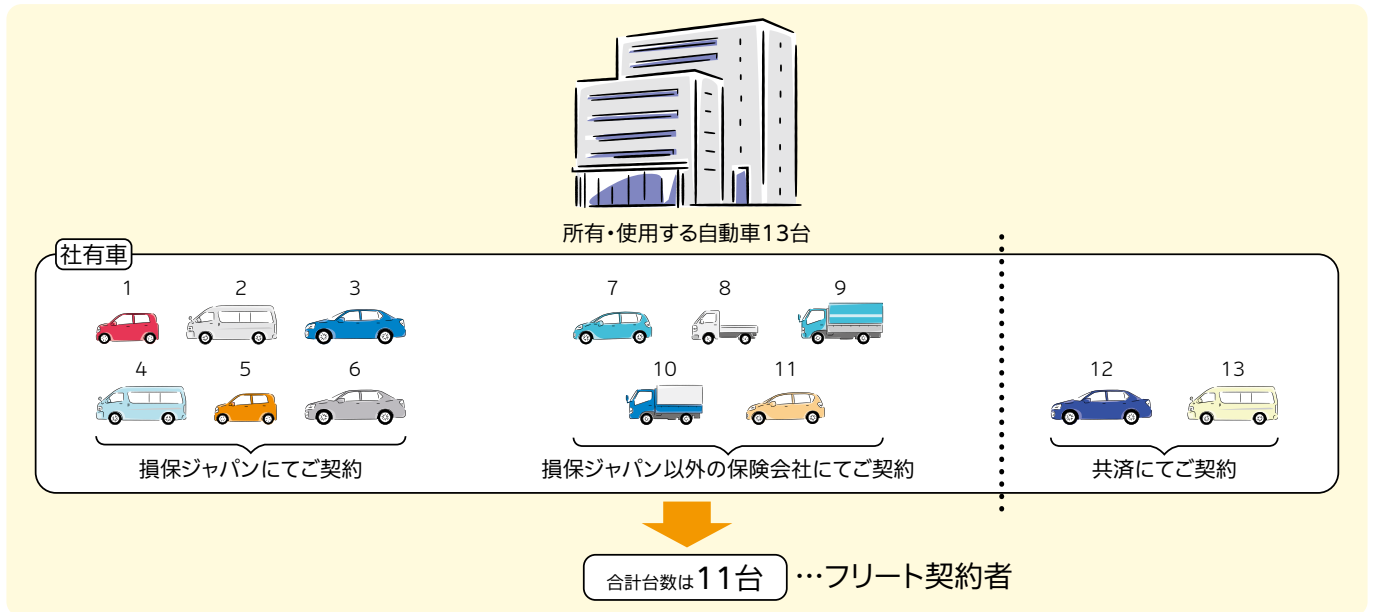 所有・使用する自動車13台
社有車
1 2 3 7 8 9
4 5 6 10 11 12 13
損保ジャパンにてご契約 損保ジャパン以外の保険会社にてご契約 共済にてご契約
合計台数は11台 …フリート契約者